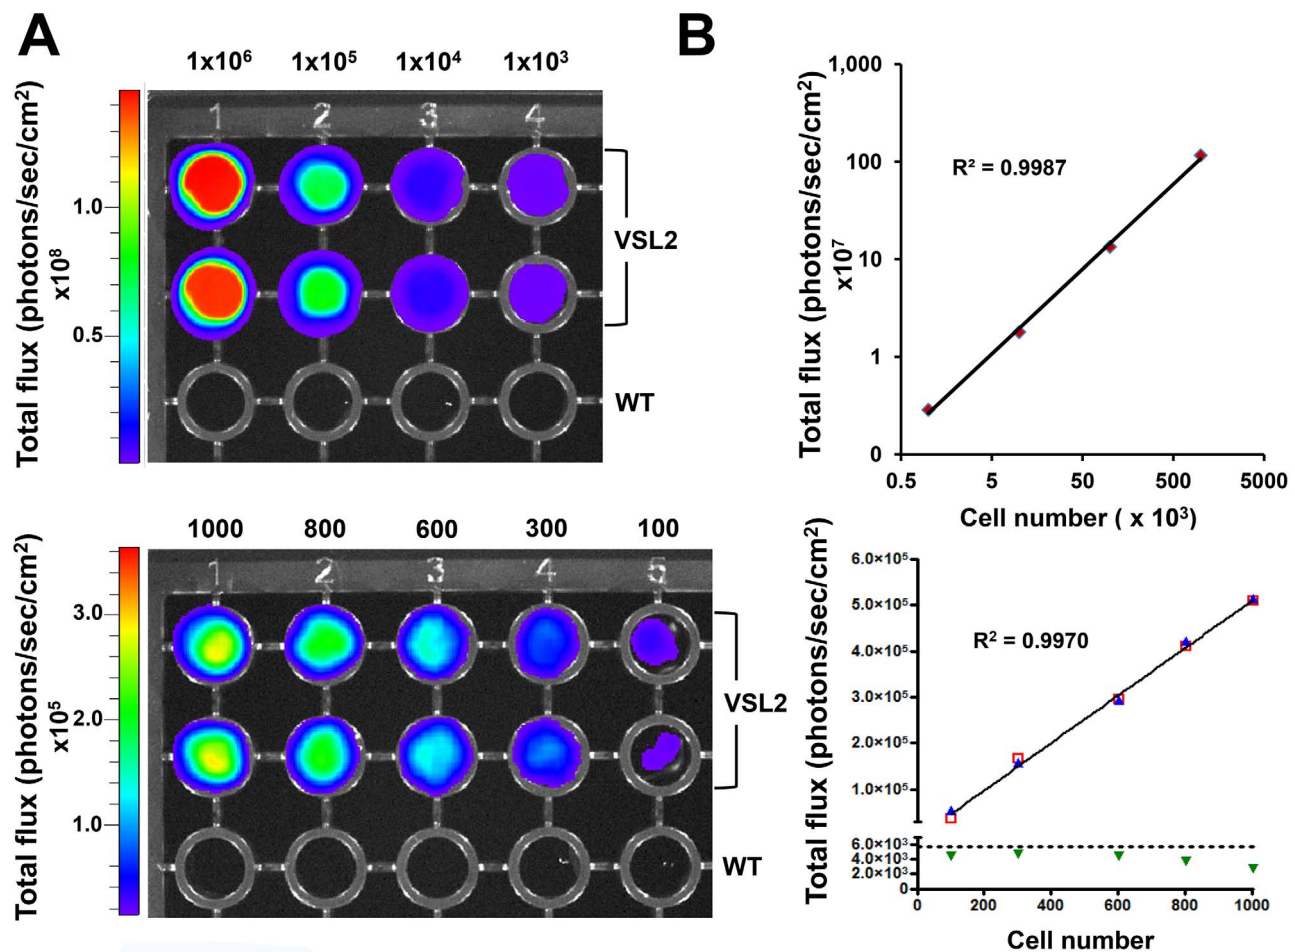 A
1x10⁶ 1x10⁵ 1x10⁴ 1x10³
Total flux (photons/sec/cm²)
x10⁸
1.0
0.5
1 2 3 4
VSL2
WT
1000 800 600 300 100
Total flux (photons/sec/cm²)
x10⁵
3.0
2.0
1.0
1 2 3 4 5
VSL2
WT
B
Total flux (photons/sec/cm²)
x10⁷
1,000
100
10
1
0
R² = 0.9987
0.5 5 50 500 5000
Cell number ( x 10³)
Total flux (photons/sec/cm²)
6.0×10⁵
5.0×10⁵
4.0×10⁵
3.0×10⁵
2.0×10⁵
1.0×10⁵
6.0×10³
4.0×10³
2.0×10³
0
R² = 0.9970
0 200 400 600 800 1000
Cell number